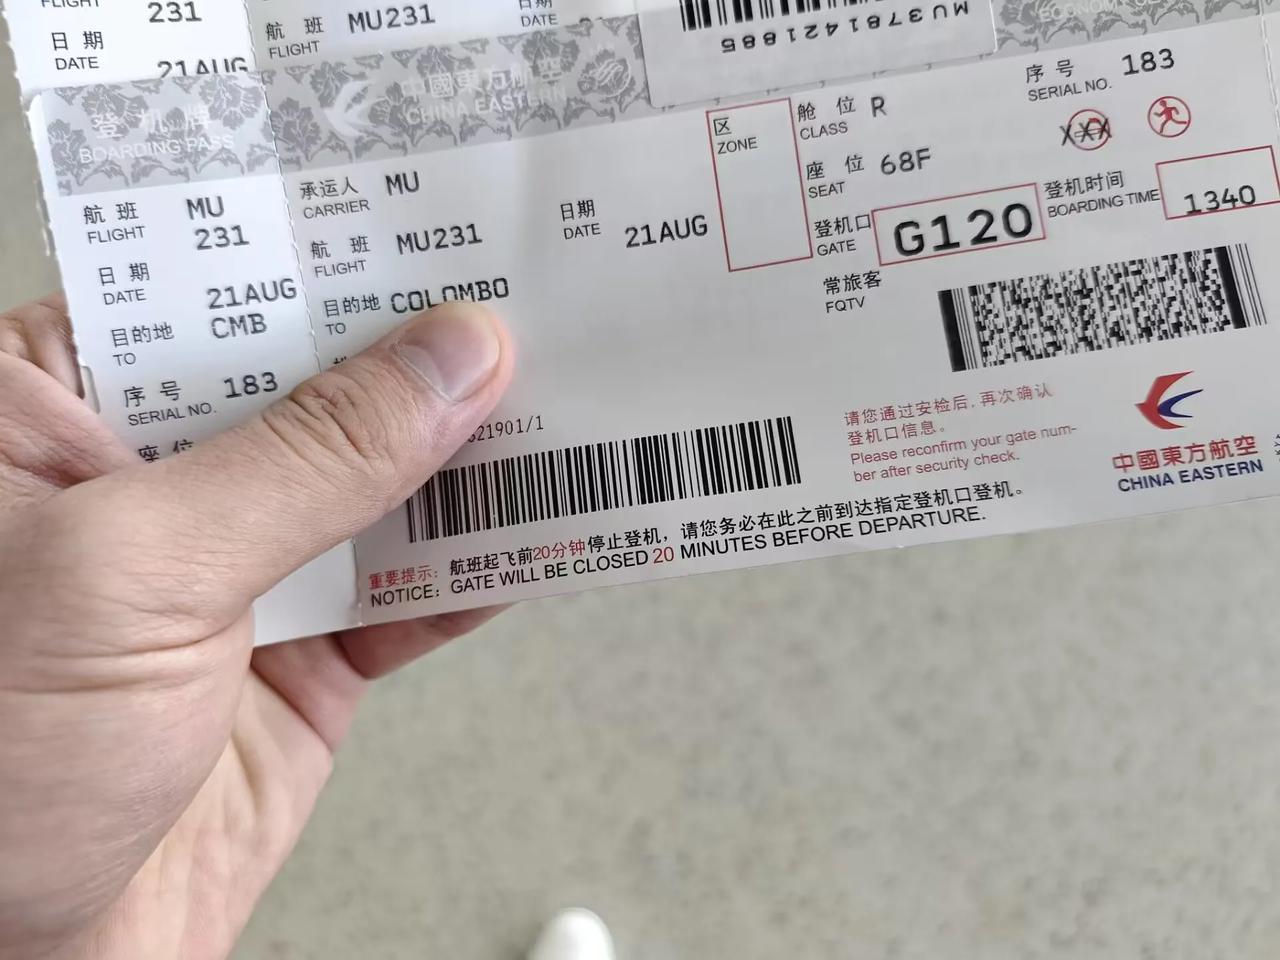 FLIGHT
231
日期
DATE
21AUG
航班
FLIGHT
MU231
日期
DATE
MU3781421885
ECONOMY
登机牌
BOARDING PASS
中國東方航空
CHINA EASTERN
航班
FLIGHT
MU
231
日期
DATE
21AUG
目的地
TO
CMB
序号
SERIAL NO.
183
座位
承运人
CARRIER
MU
航班
FLIGHT
MU231
日期
DATE
21AUG
目的地
TO
COLOMBO
21901/1
区
ZONE
舱位
CLASS
R
座位
SEAT
68F
登机口
GATE
G120
常旅客
FQTV
序号
SERIAL NO.
183
XXX
登机时间
BOARDING TIME
1340
请您通过安检后,再次确认
登机口信息。
Please reconfirm your gate num-
ber after security check.
中國東方航空
CHINA EASTERN
重要提示:航班起飞前20分钟停止登机,请您务必在此之前到达指定登机口登机。
NOTICE: GATE WILL BE CLOSED 20 MINUTES BEFORE DEPARTURE.